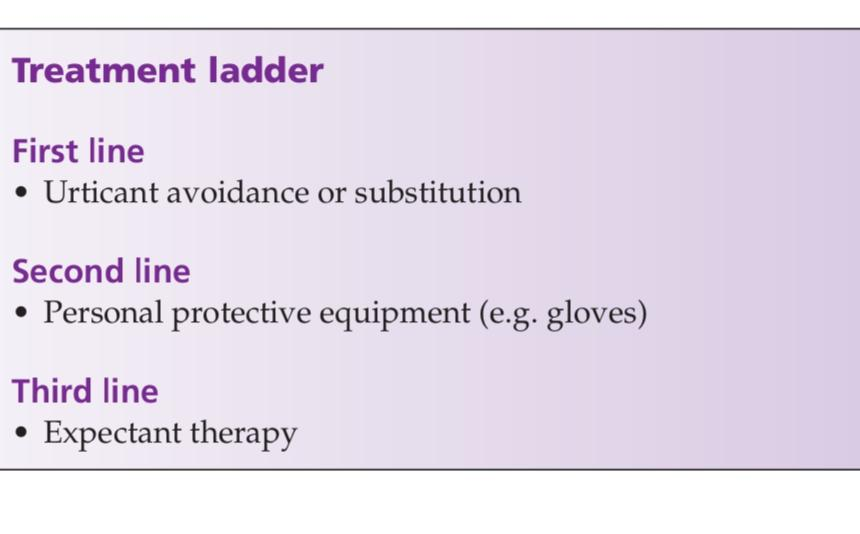 Treatment ladder
First line
• Urticant avoidance or substitution
Second line
• Personal protective equipment (e.g. gloves)
Third line
• Expectant therapy